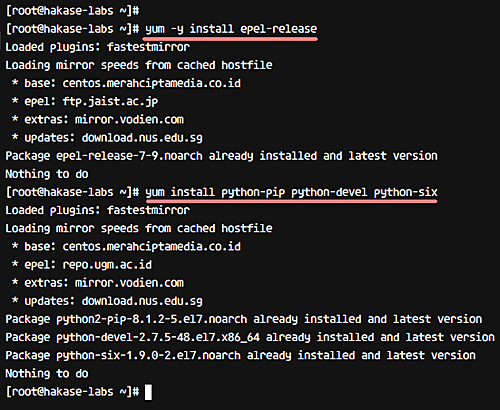 [root@hakase-labs ~]#
[root@hakase-labs ~]# yum -y install epel-release
Loaded plugins: fastestmirror
Loading mirror speeds from cached hostfile
 * base: centos.merahciptamedia.co.id
 * epel: ftp.jaist.ac.jp
 * extras: mirror.vodien.com
 * updates: download.nus.edu.sg
Package epel-release-7-9.noarch already installed and latest version
Nothing to do
[root@hakase-labs ~]# yum install python-pip python-devel python-six
Loaded plugins: fastestmirror
Loading mirror speeds from cached hostfile
 * base: centos.merahciptamedia.co.id
 * epel: repo.ugm.ac.id
 * extras: mirror.vodien.com
 * updates: download.nus.edu.sg
Package python2-pip-8.1.2-5.el7.noarch already installed and latest version
Package python-devel-2.7.5-48.el7.x86_64 already installed and latest version
Package python-six-1.9.0-2.el7.noarch already installed and latest version
Nothing to do
[root@hakase-labs ~]#